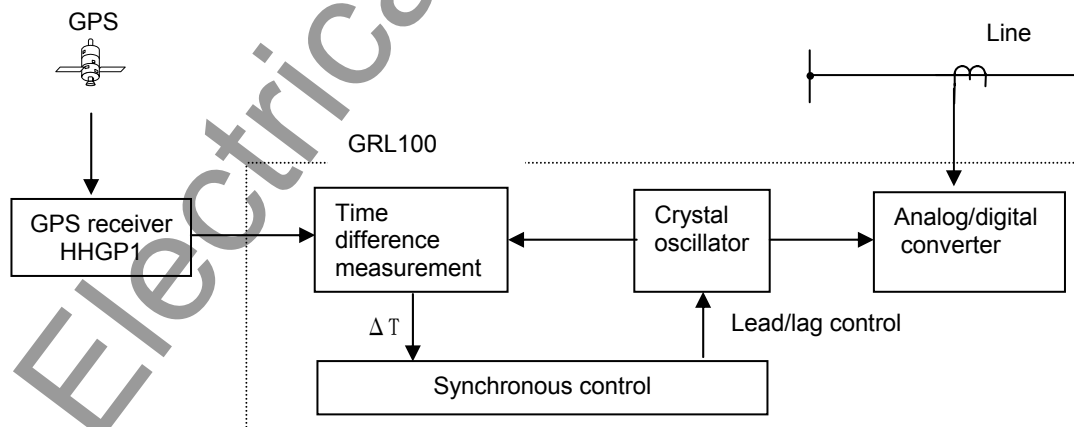 GPS
Line
GRL100
GPS receiver
HHGP1
Time
difference
measurement
Crystal
oscillator
Analog/digital
converter
ΔT
Lead/lag control
Synchronous control
Electrica